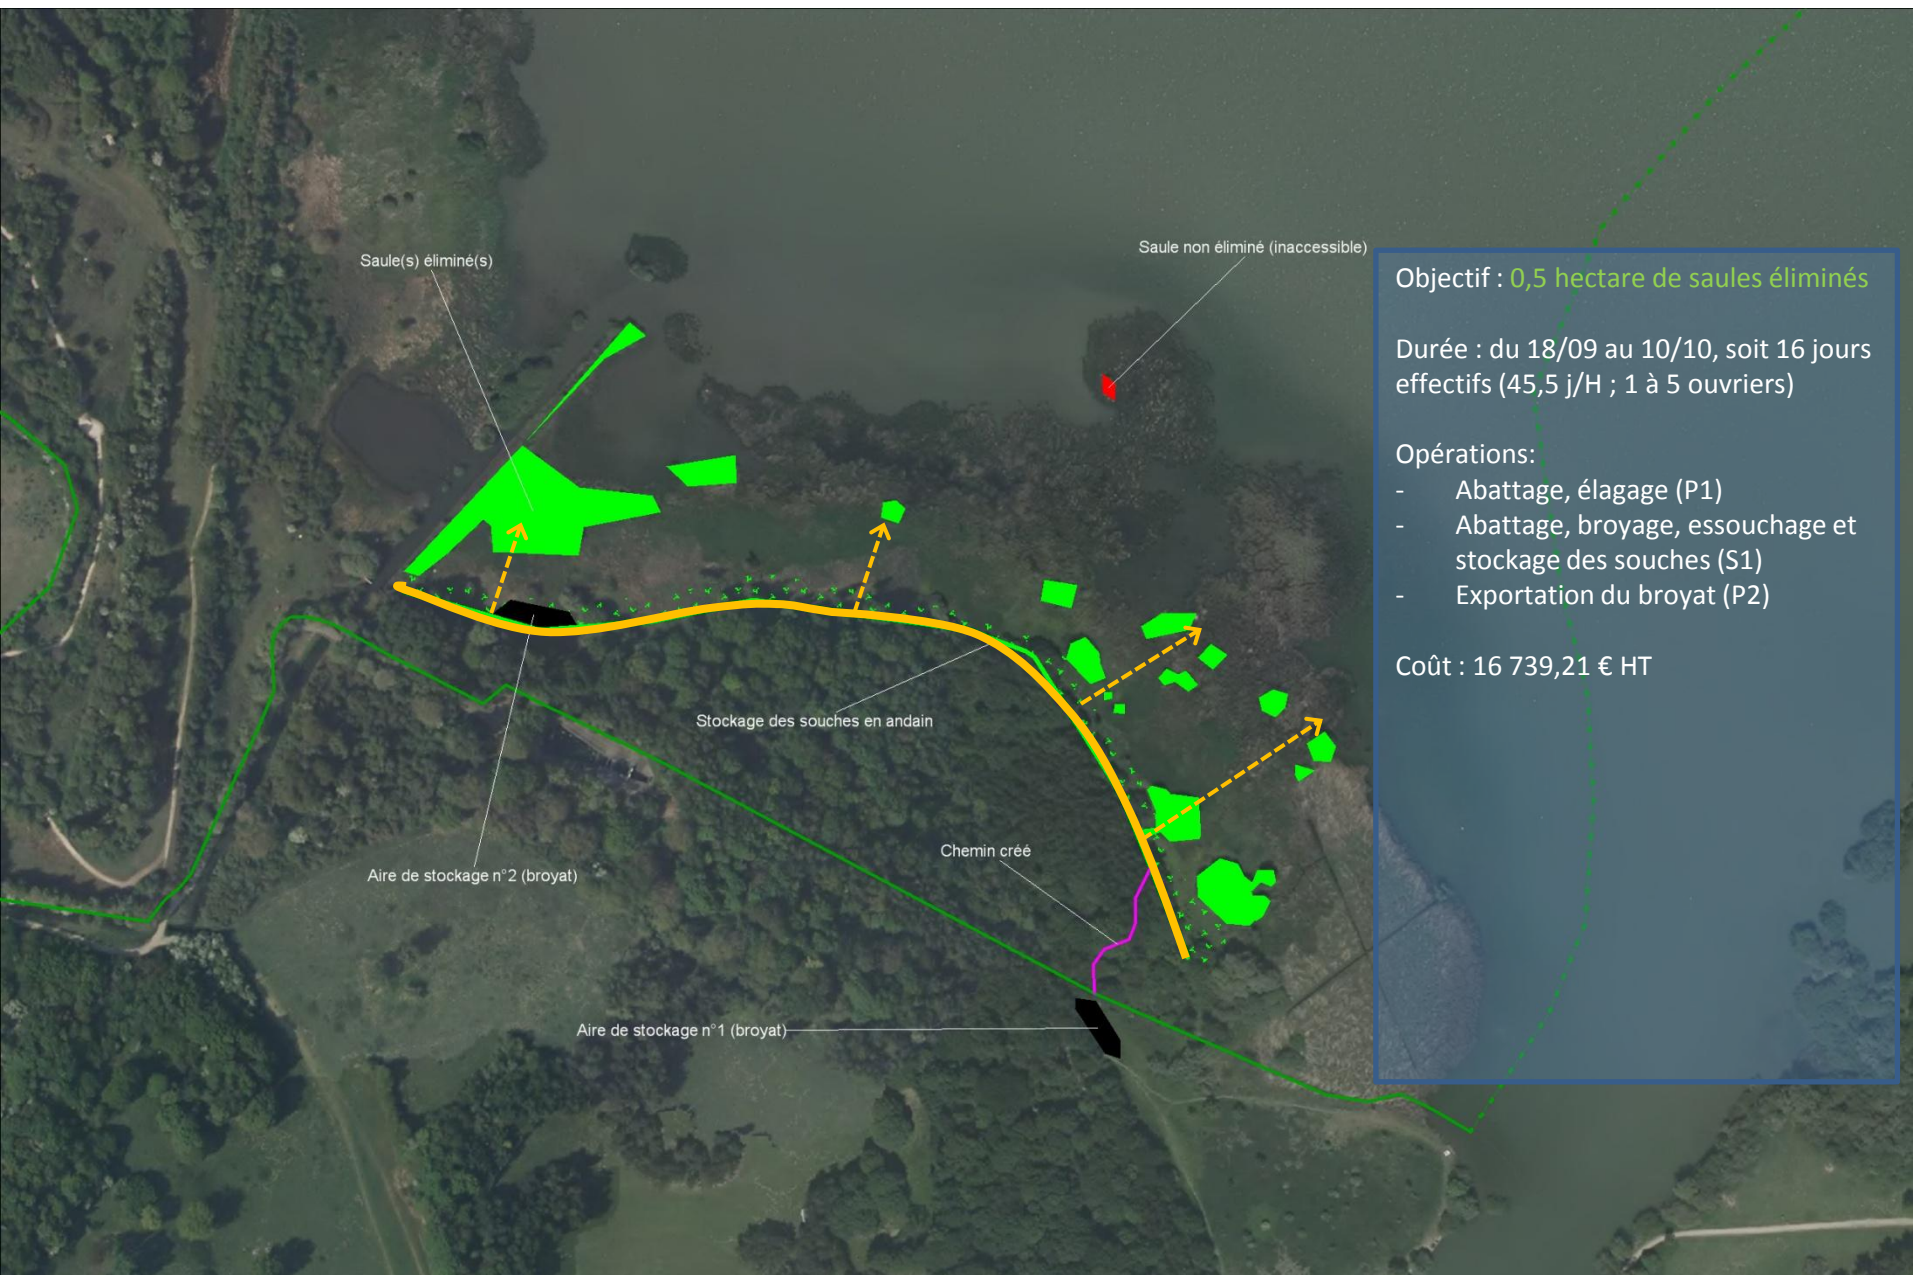 Saule(s) éliminé(s)
Saule non éliminé (inaccessible)
Stockage des souches en andain
Chemin créé
Aire de stockage n°2 (broyat)
Aire de stockage n°1 (broyat)
Objectif : 0,5 hectare de saules éliminés
Durée : du 18/09 au 10/10, soit 16 jours
effectifs (45,5 j/H ; 1 à 5 ouvriers)
Opérations:
- Abattage, élagage (P1)
- Abattage, broyage, essouchage et
stockage des souches (S1)
- Exportation du broyat (P2)
Coût : 16 739,21 € HT